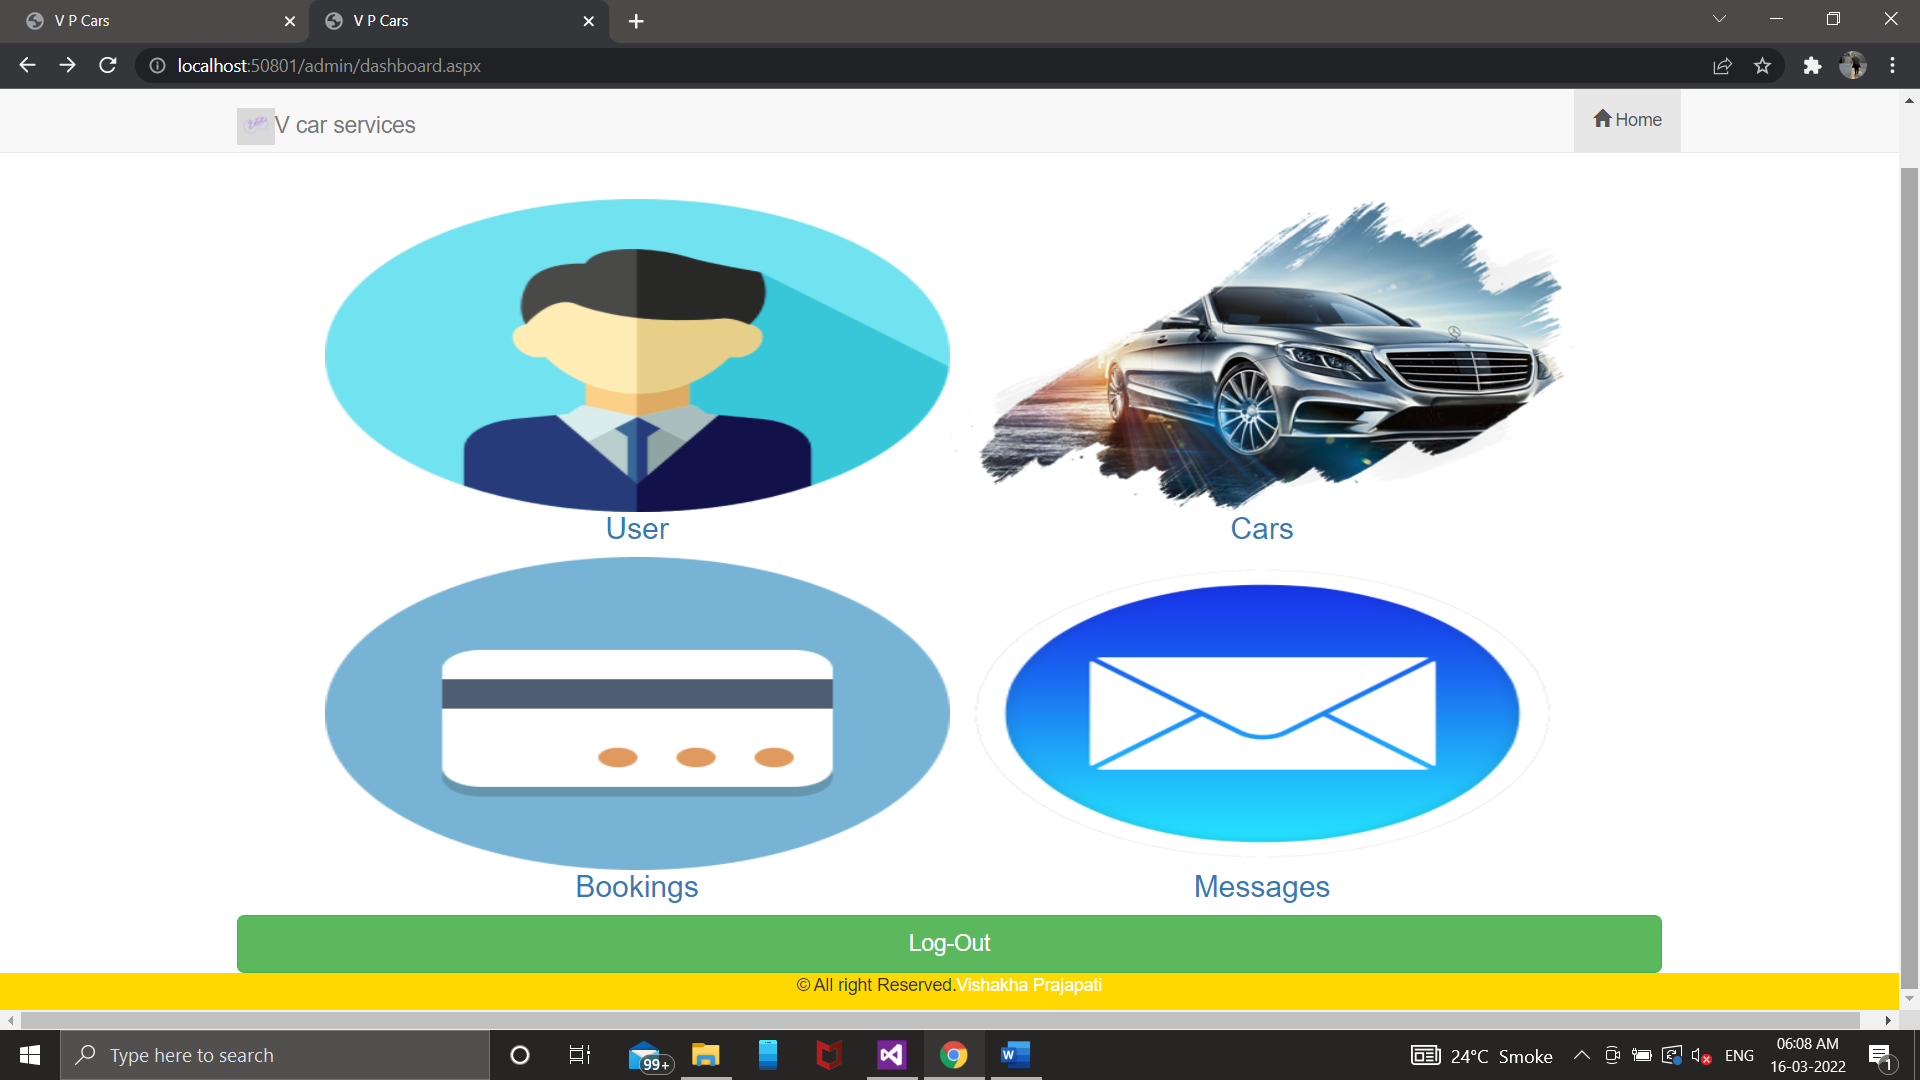 V P Cars
V P Cars
localhost:50801/admin/dashboard.aspx
V car services
Home
User
Cars
Bookings
Messages
Log-Out
© All right Reserved.Vishakha Prajapati
Type here to search
99+
24°C Smoke
ENG
06:08 AM
16-03-2022
1